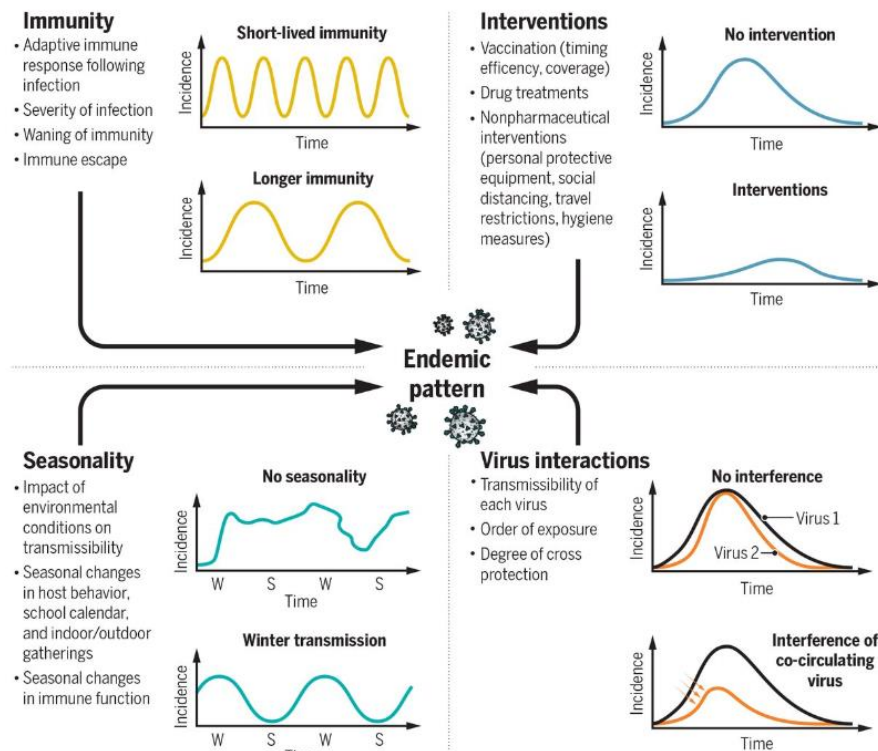 Immunity
• Adaptive immune
response following
infection
• Severity of infection
• Waning of immunity
• Immune escape
Short-lived immunity
Incidence
Time
Longer immunity
Incidence
Time
Interventions
• Vaccination (timing
efficency, coverage)
• Drug treatments
• Nonpharmaceutical
interventions
(personal protective
equipment, social
distancing, travel
restrictions, hygiene
measures)
No intervention
Incidence
Time
Interventions
Incidence
Time
Endemic
pattern
Seasonality
• Impact of
environmental
conditions on
transmissibility
• Seasonal changes
in host behavior,
school calendar,
and indoor/outdoor
gatherings
• Seasonal changes
in immune function
No seasonality
Incidence
W S W S
Time
Winter transmission
Incidence
W S W S
Time
Virus interactions
• Transmissibility of
each virus
• Order of exposure
• Degree of cross
protection
No interference
Incidence
Virus 1
Virus 2
Time
Interference of
co-circulating
virus
Incidence
Time